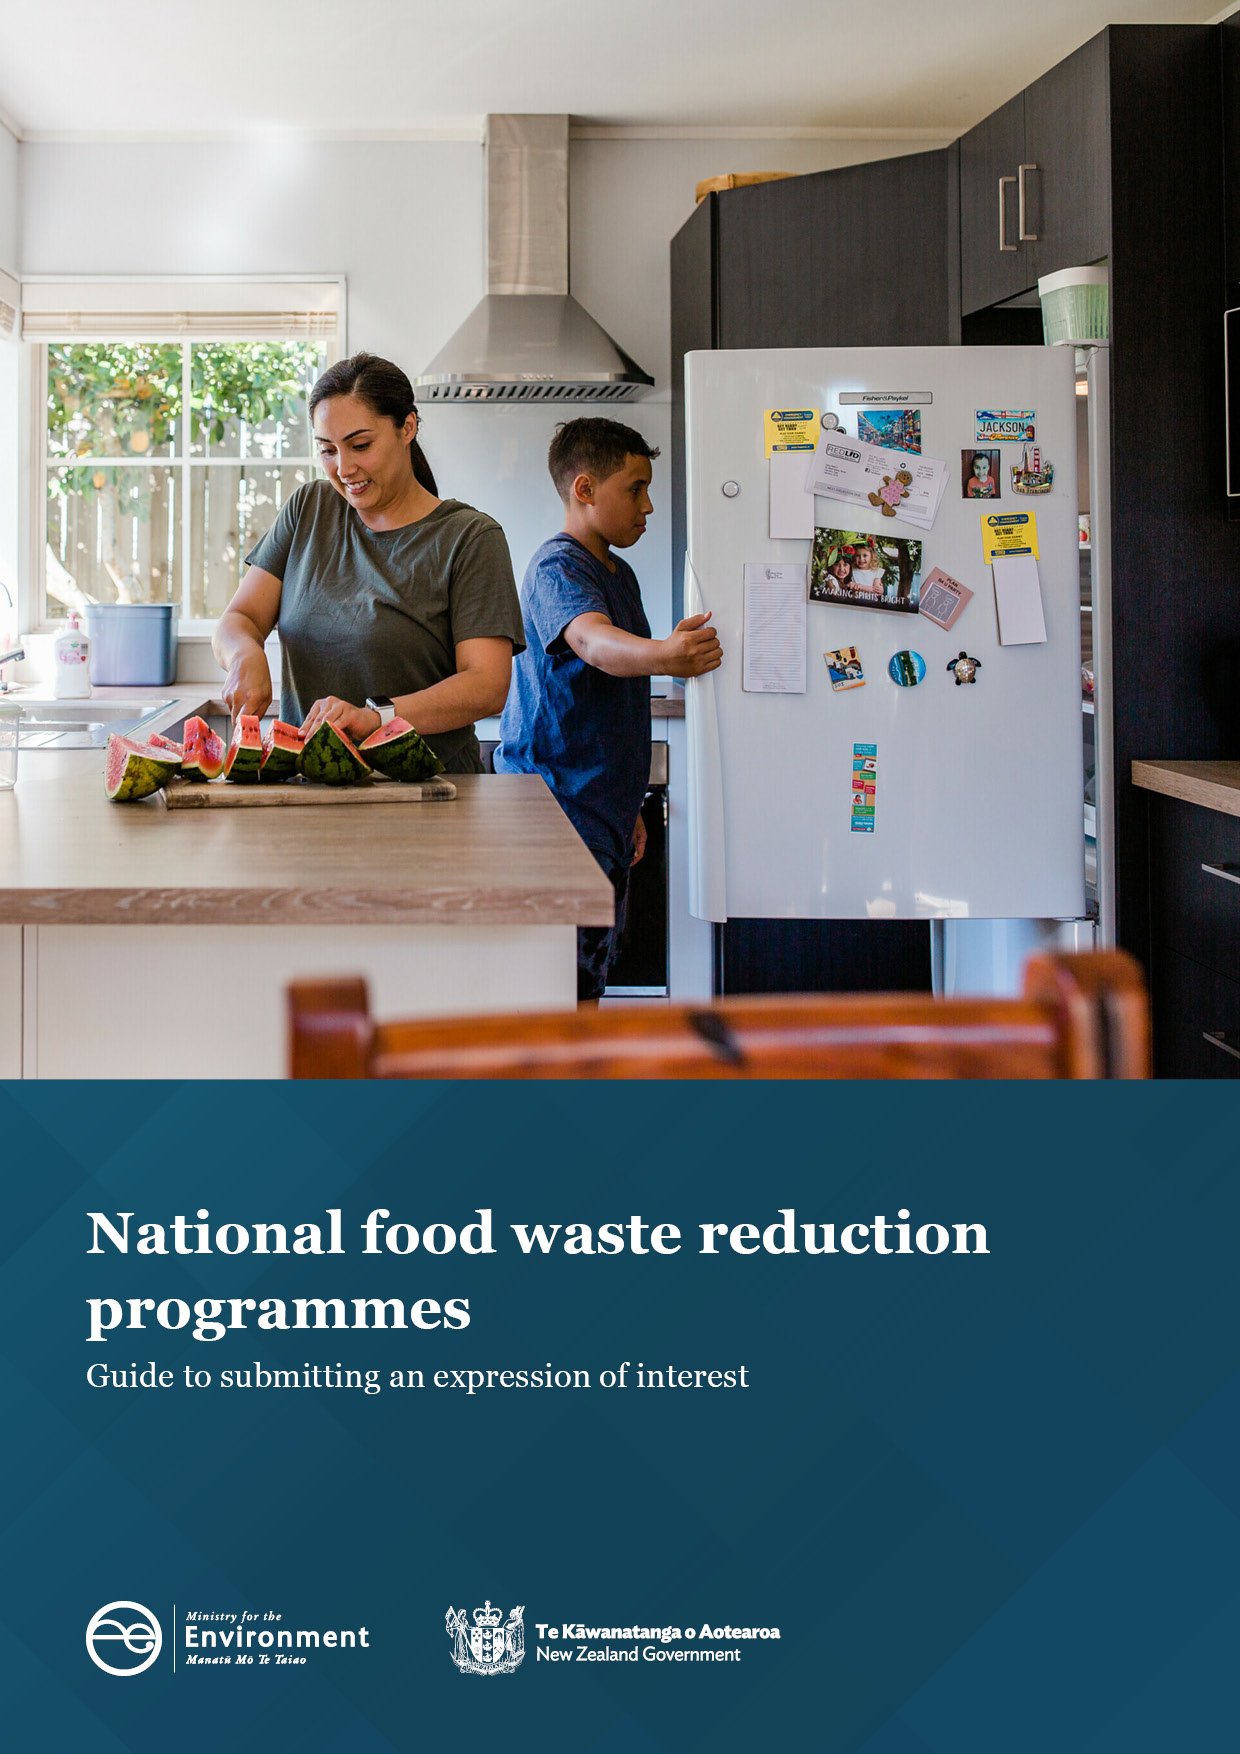 Fisher&Paykel
JACKSON
REDLID
MAKING SPIRITS BRIGHT
National food waste reduction
programmes
Guide to submitting an expression of interest
Ministry for the
Environment
Manatū Mō Te Taiao
Te Kāwanatanga o Aotearoa
New Zealand Government